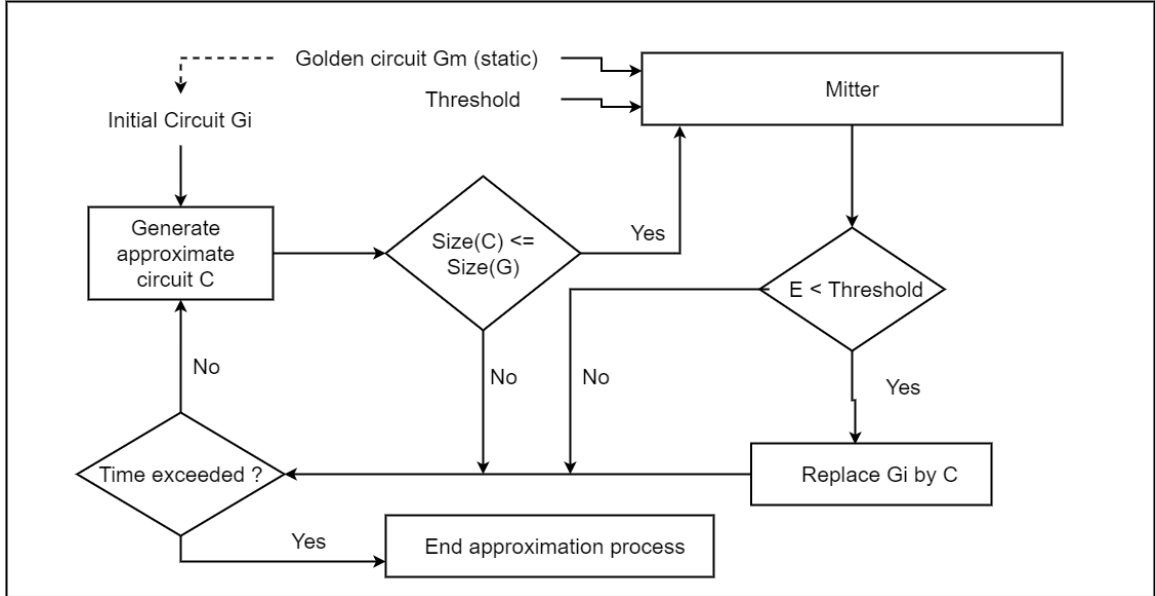 Golden circuit Gm (static)
Mitter
Threshold
Initial Circuit Gi
Generate
approximate
circuit C
Size(C) <=
Size(G)
Yes
E < Threshold
No
No
No
Yes
Time exceeded ?
Replace Gi by C
Yes
End approximation process